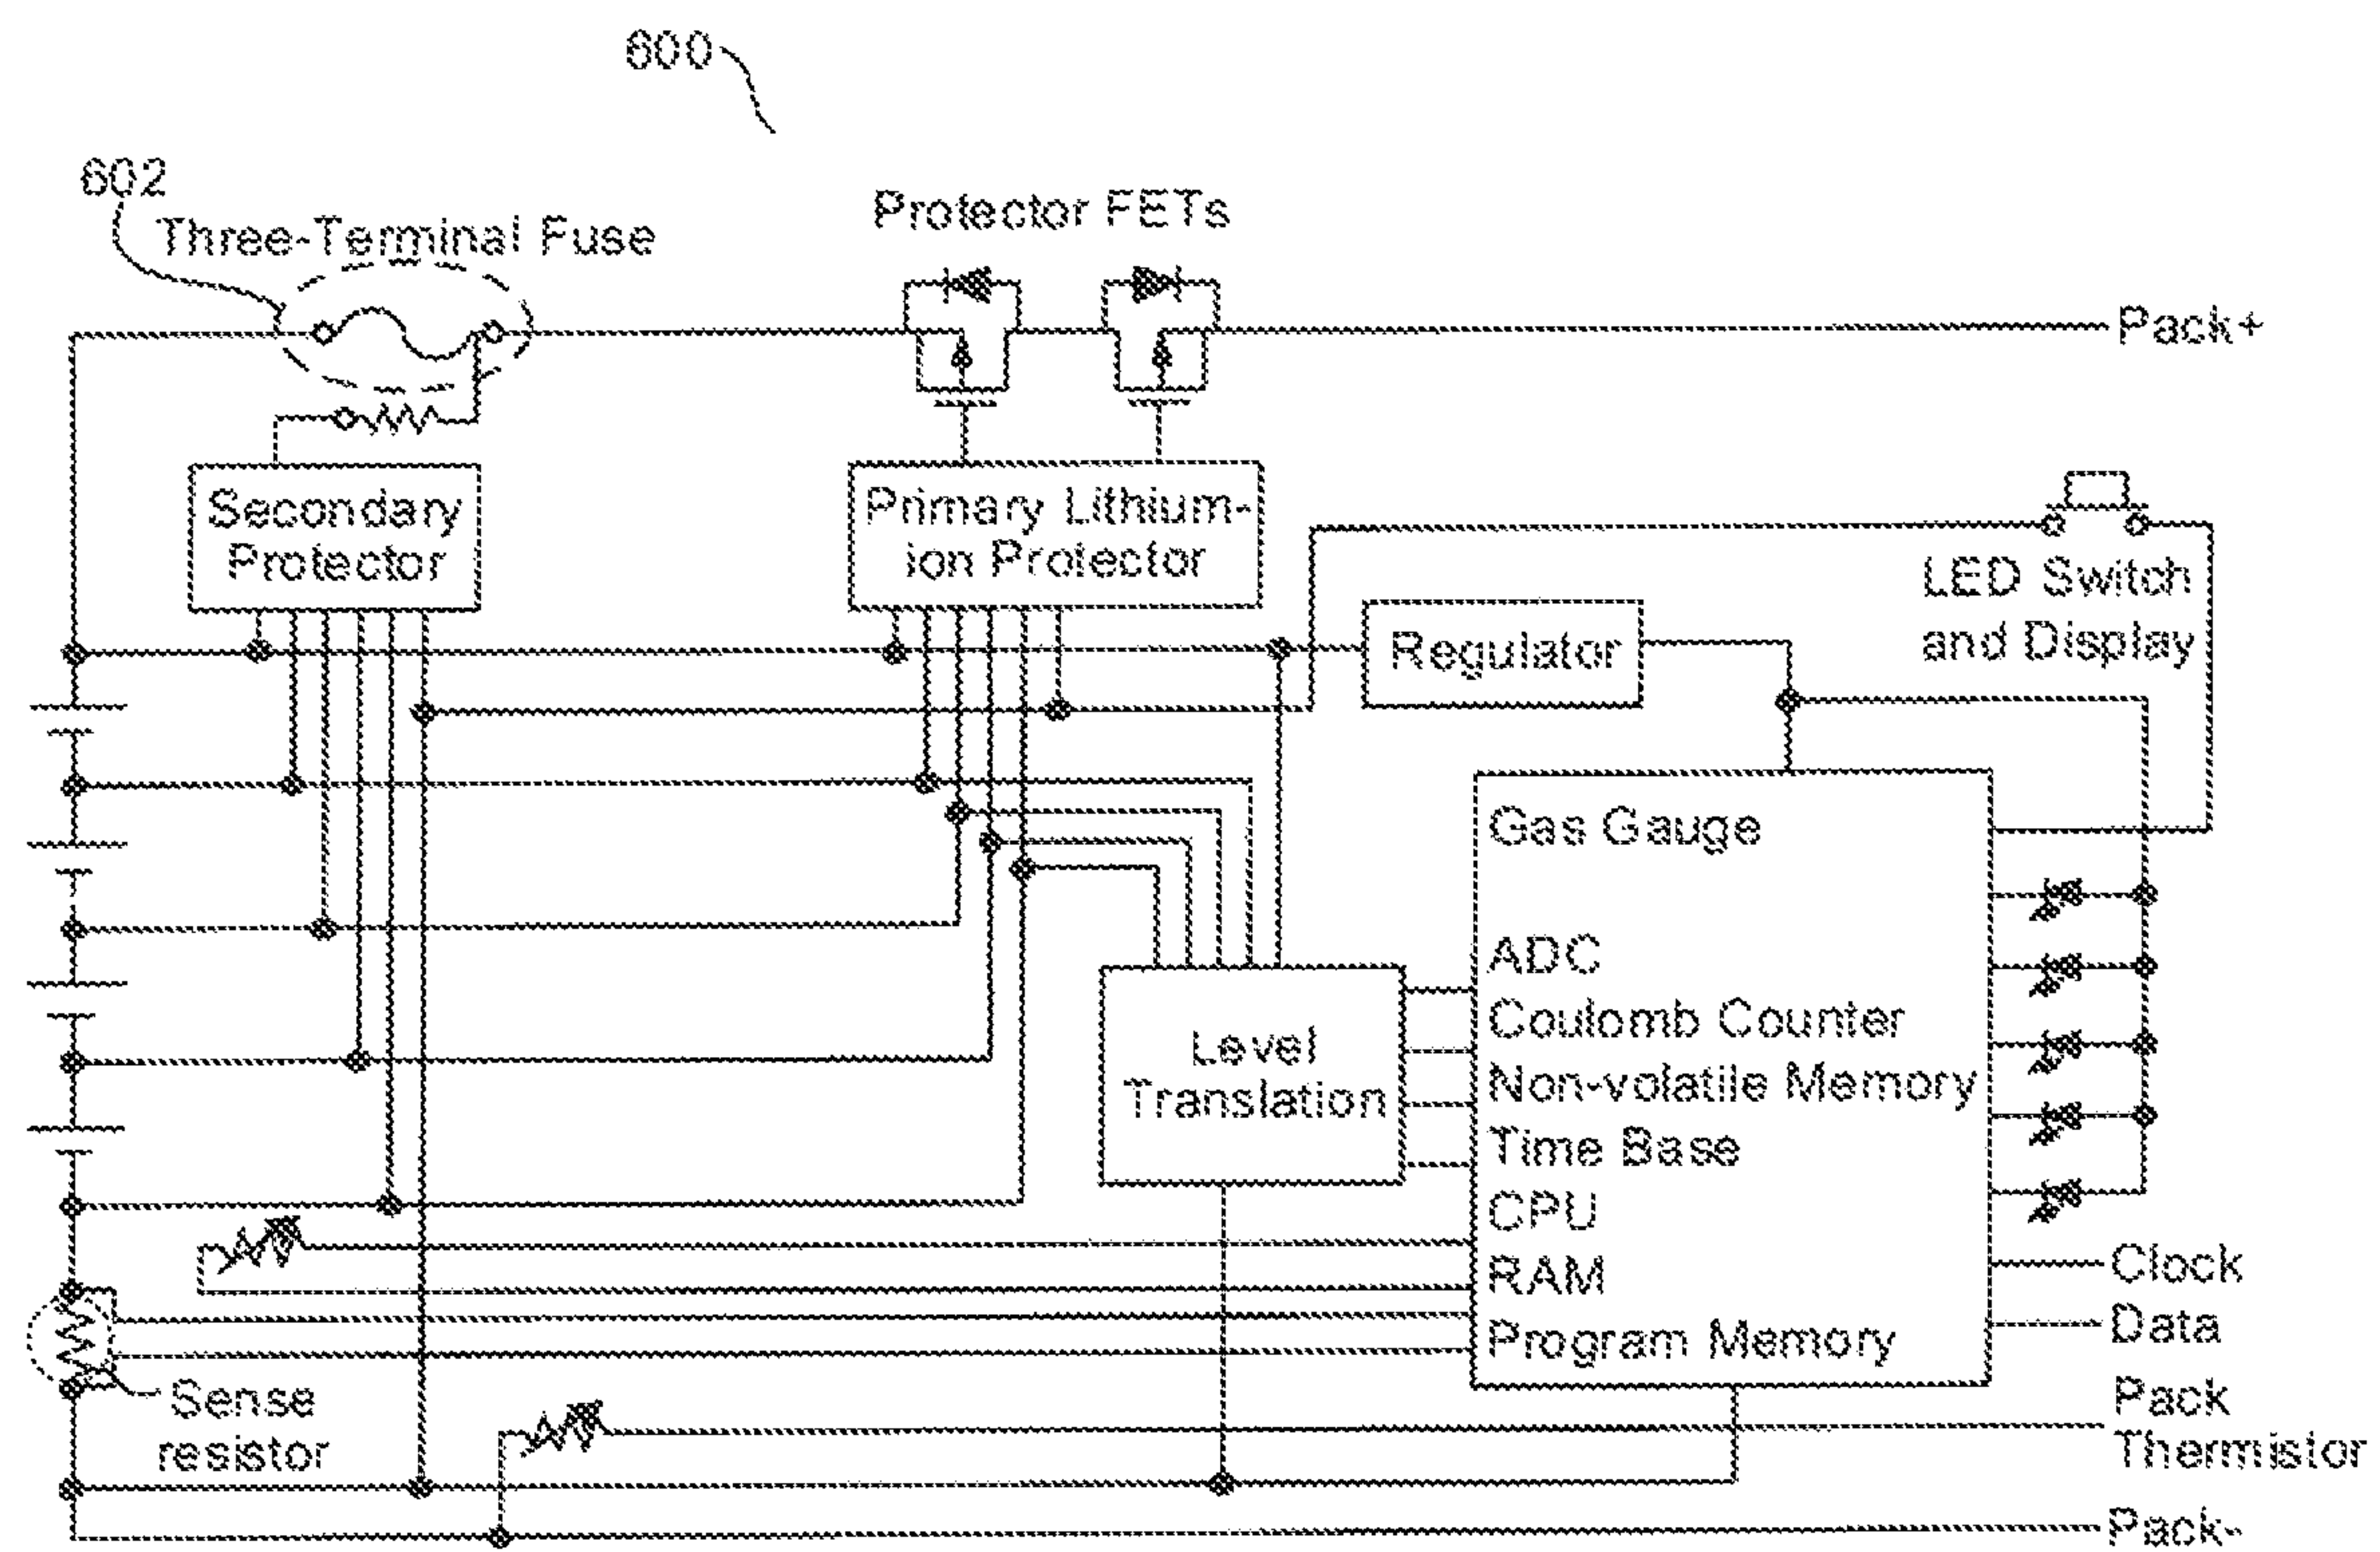 600
602
Three-Terminal Fuse
Protector FETs
Pack+
Secondary
Protector
Primary Lithium-
ion Protector
LED Switch
and Display
Regulator
Gas Gauge
ADC
Coulomb Counter
Non-volatile Memory
Time Base
CPU
RAM
Program Memory
Level
Translation
Clock
Data
Sense
resistor
Pack
Thermistor
Pack-